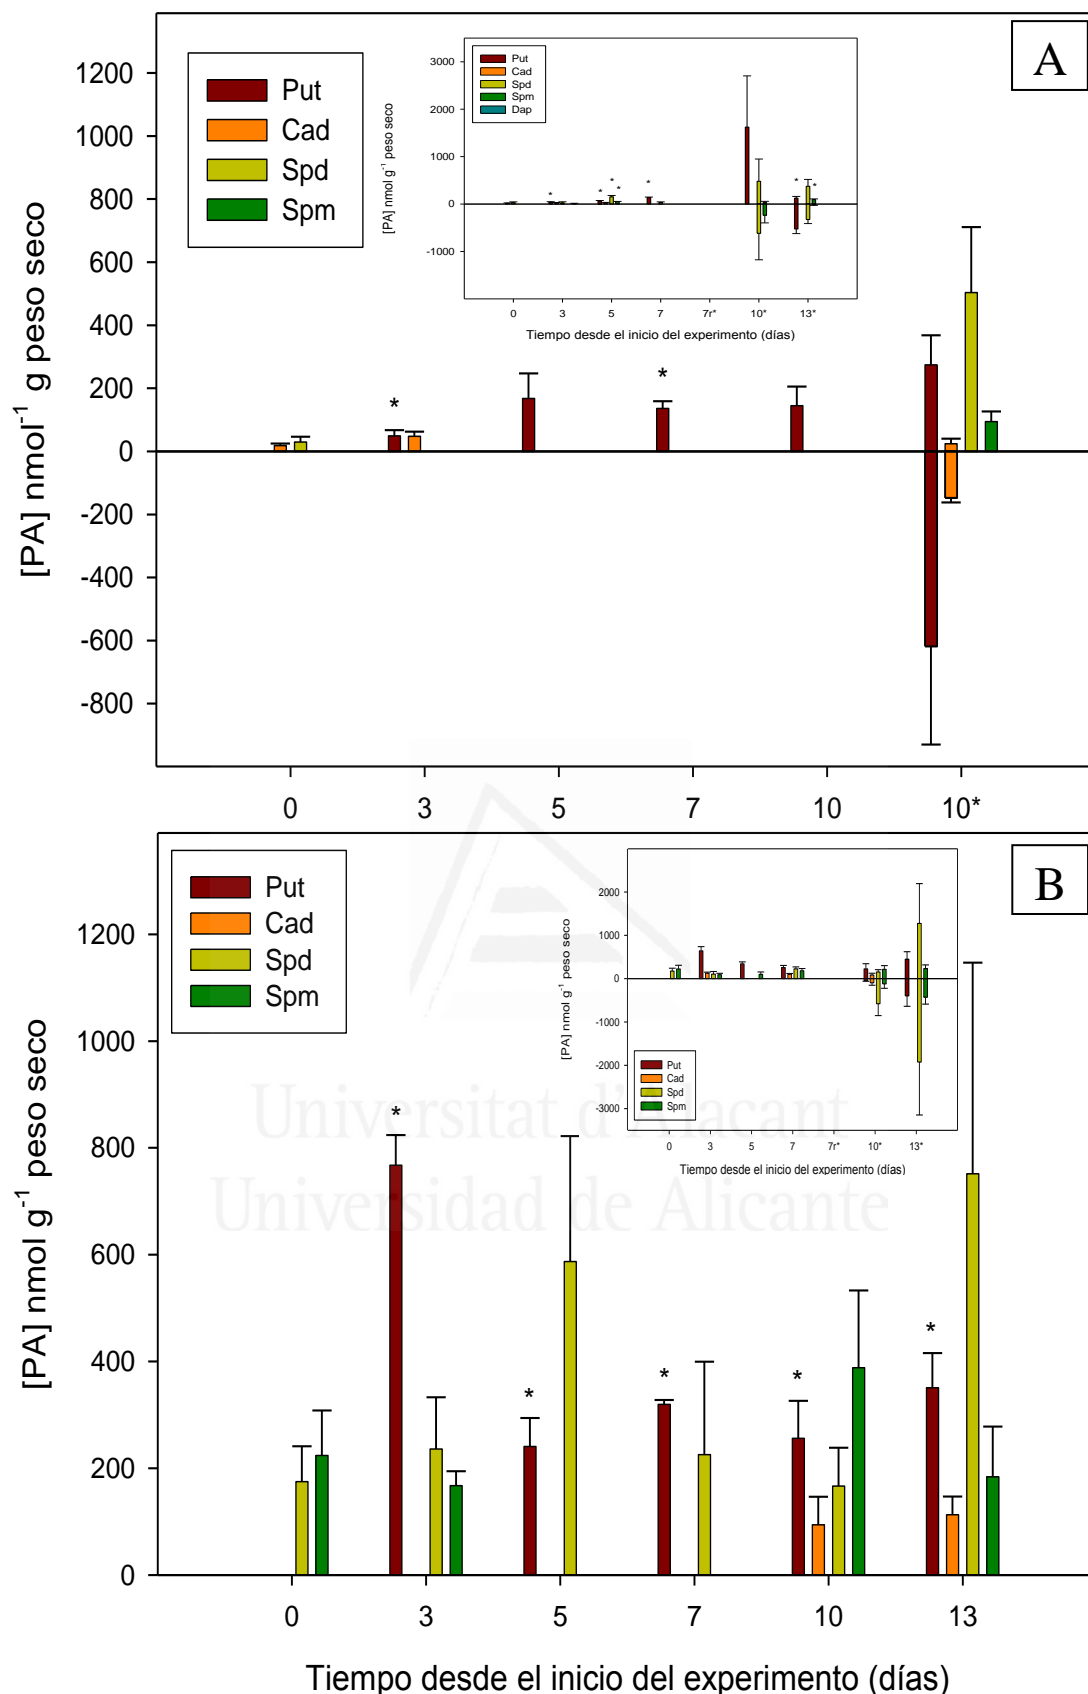 A
Put
Cad
Spd
Spm
[PA] nmol⁻¹ g peso seco
1200
1000
800
600
400
200
0
-200
-400
-600
-800
*
*
0 3 5 7 10 10*
Put
Cad
Spd
Spm
Dap
[PA] nmol g⁻¹ peso seco
3000
1000
0
-1000
* * * * * * *
0 3 5 7 7r* 10* 13*
Tiempo desde el inicio del experimento (días)
B
Put
Cad
Spd
Spm
[PA] nmol g⁻¹ peso seco
1200
1000
800
600
400
200
0
*
*
*
*
*
0 3 5 7 10 13
Tiempo desde el inicio del experimento (días)
[PA] nmol g⁻¹ peso seco
2000
1000
0
-1000
-2000
-3000
Put
Cad
Spd
Spm
0 3 5 7 7r* 10* 13*
Tiempo desde el inicio del experimento (días)
Universitat d'Alacant
Universidad de Alicante